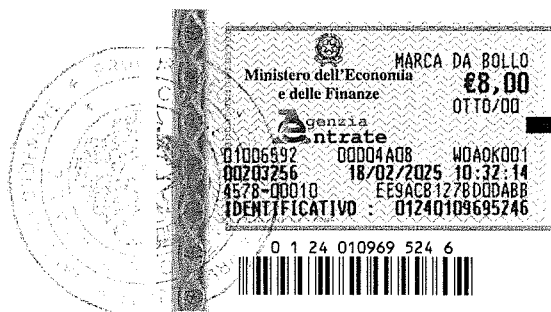 MARCA DA BOLLO
Ministero dell'Economia
e delle Finanze
€8,00
OTTO/00
Agenzia
Entrate
01006592 00004A08 W0A0K001
00203256 18/02/2025 10:32:14
4578-00010 EE9AC8127BD0DABB
IDENTIFICATIVO : 01240109695246
0 1 24 010969 524 6